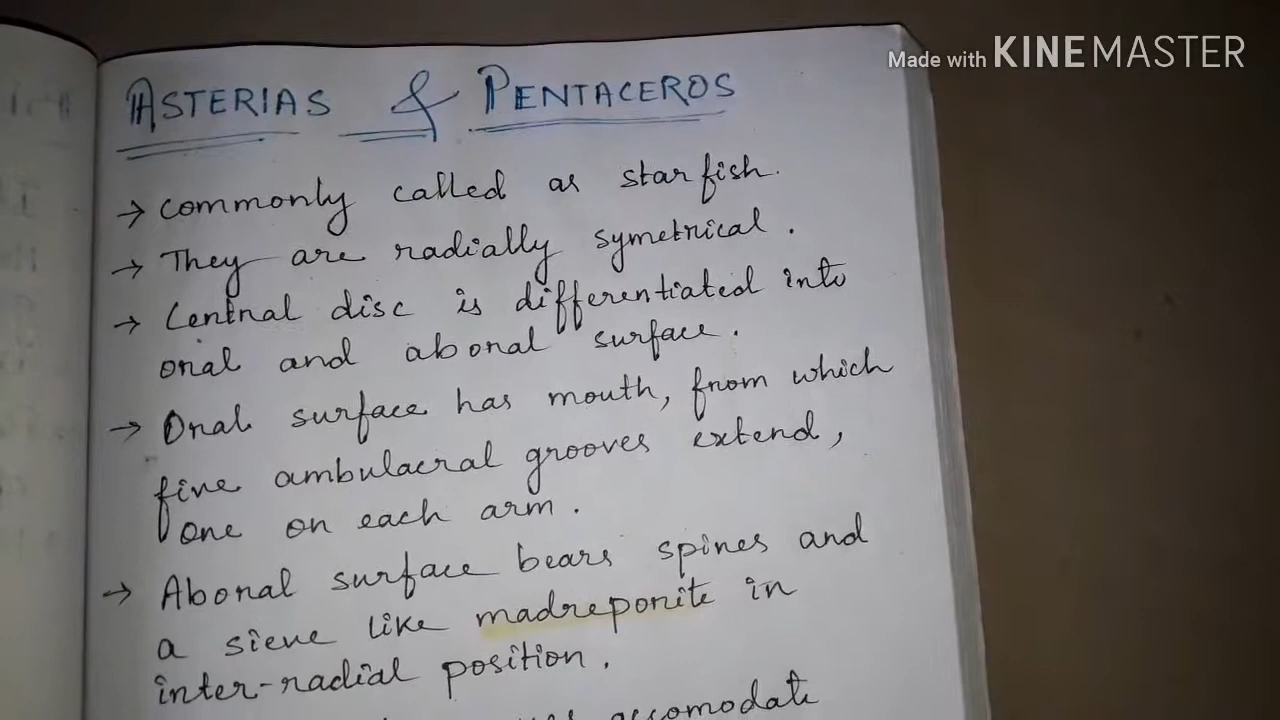 Made with KINEMASTER
ASTERIAS & PENTACEROS
→ Commonly called as starfish.
→ They are radially symetrical.
→ Central disc is differentiated into
oral and aboral surface.
→ Oral surface has mouth, from which
five ambulacral grooves extend,
one on each arm.
→ Aboral surface bears spines and
a sieve like madreporite in
inter-radial position.
accomodate